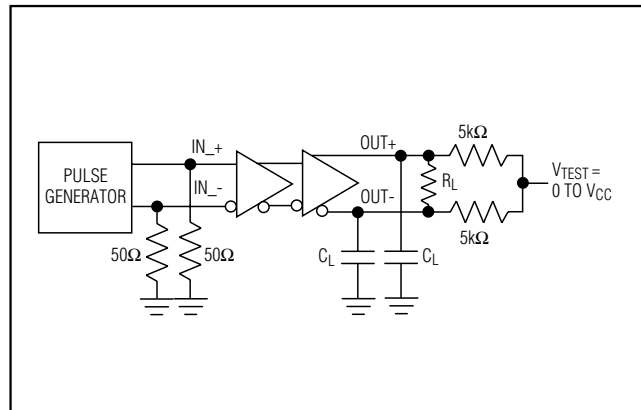 PULSE
GENERATOR
IN_+
IN_-
50Ω
50Ω
OUT+
OUT-
C_L
C_L
R_L
5kΩ
5kΩ
V_TEST =
0 TO V_CC